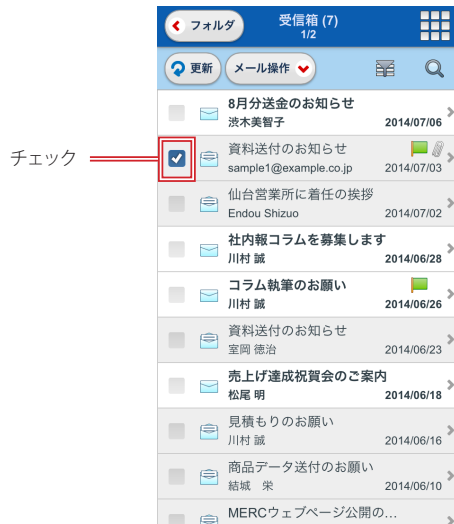 フォルダ
受信箱 (7)
1/2
更新
メール操作
8月分送金のお知らせ
渋木美智子
2014/07/06
チェック
資料送付のお知らせ
sample1@example.co.jp
2014/07/03
仙台営業所に着任の挨拶
Endou Shizuo
2014/07/02
社内報コラムを募集します
川村 誠
2014/06/28
コラム執筆のお願い
川村 誠
2014/06/26
資料送付のお知らせ
室岡 徳治
2014/06/23
売上げ達成祝賀会のご案内
松尾 明
2014/06/18
見積もりのお願い
川村 誠
2014/06/16
商品データ送付のお願い
結城　栄
2014/06/10
MERCウェブページ公開の...